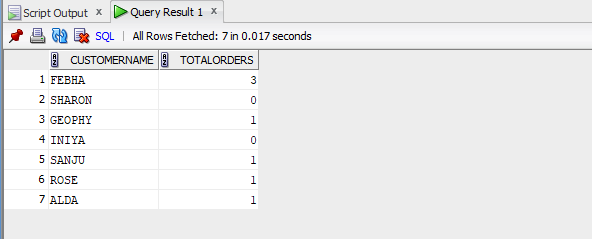 Script Output x Query Result 1 x
SQL | All Rows Fetched: 7 in 0.017 seconds
CUSTOMERNAME TOTALORDERS
1 FEBHA 3
2 SHARON 0
3 GEOPHY 1
4 INIYA 0
5 SANJU 1
6 ROSE 1
7 ALDA 1